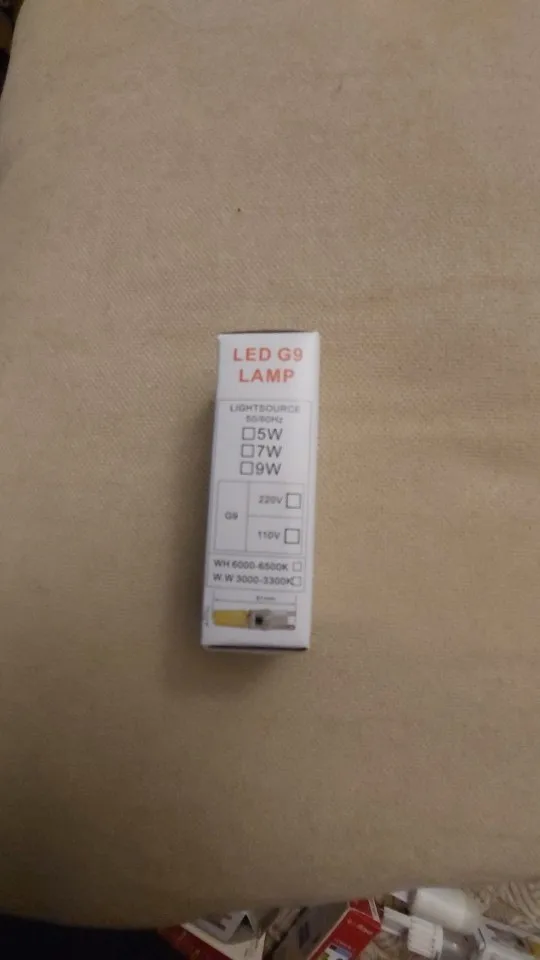 LED G9
LAMP
LIGHTSOURCE
50/60Hz
5W
7W
9W
G9
220V
110V
WH 6000-6500K
W.W 3000-3300K